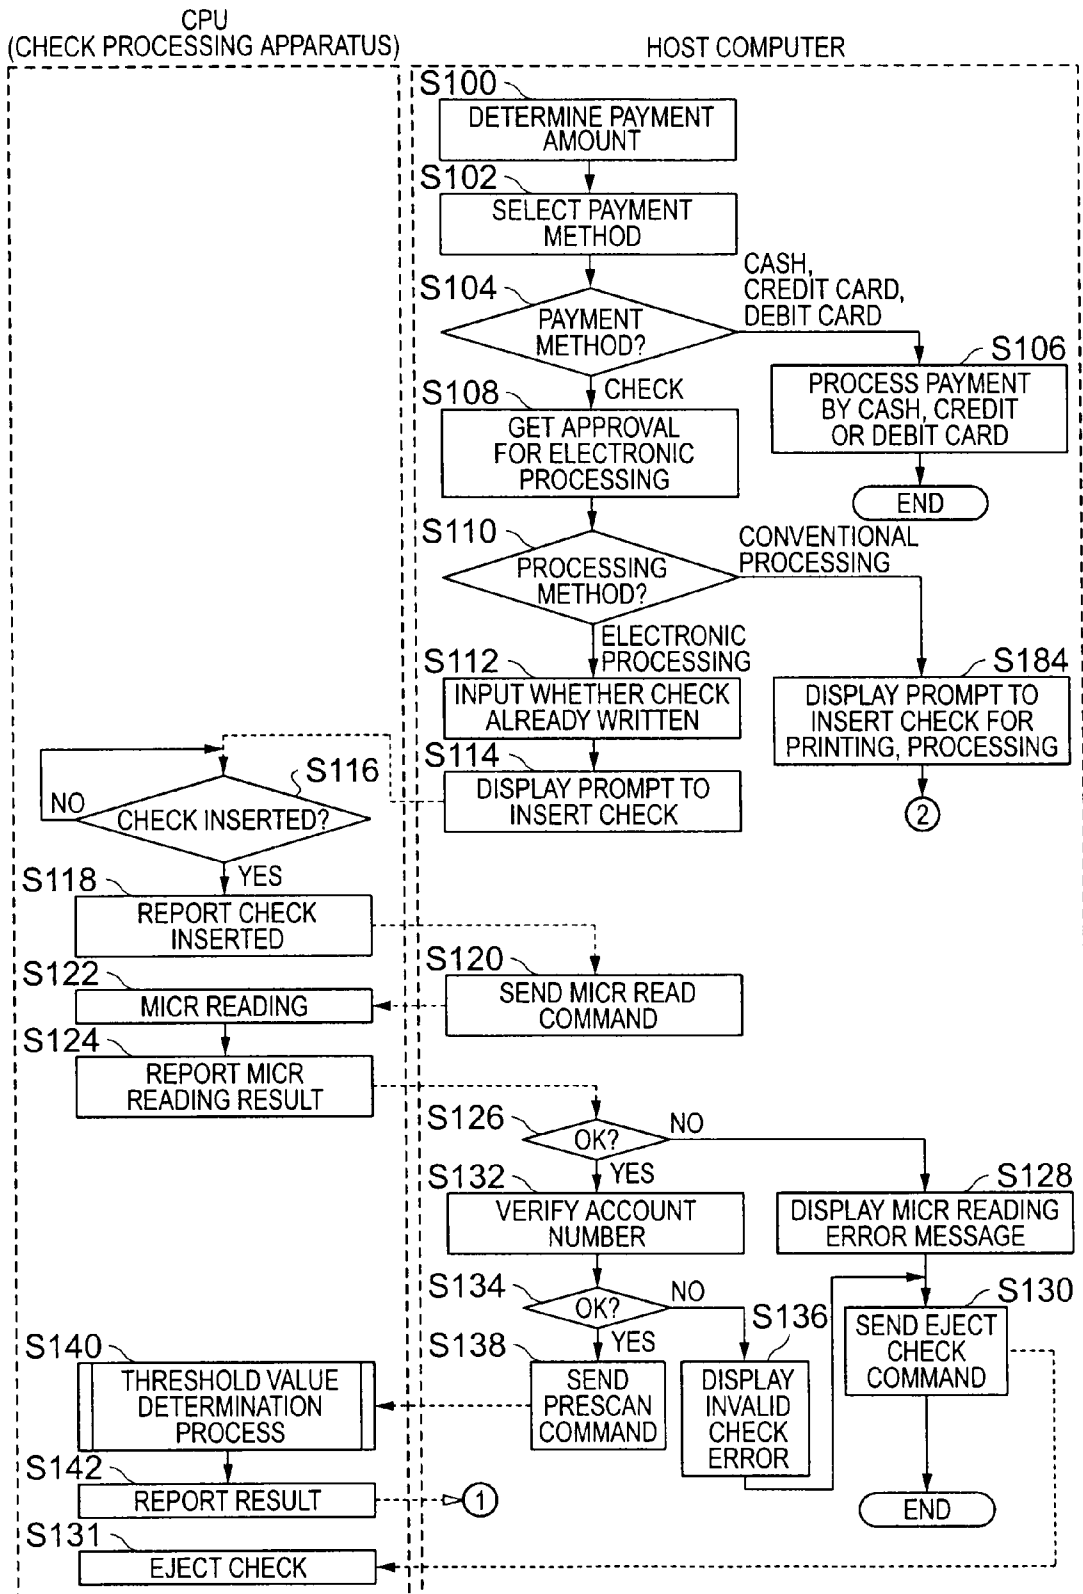 CPU
(CHECK PROCESSING APPARATUS)
HOST COMPUTER
S100
DETERMINE PAYMENT
AMOUNT
S102
SELECT PAYMENT
METHOD
S104
PAYMENT
METHOD?
CASH,
CREDIT CARD,
DEBIT CARD
S106
PROCESS PAYMENT
BY CASH, CREDIT
OR DEBIT CARD
END
CHECK
S108
GET APPROVAL
FOR ELECTRONIC
PROCESSING
S110
PROCESSING
METHOD?
CONVENTIONAL
PROCESSING
ELECTRONIC
PROCESSING
S112
INPUT WHETHER CHECK
ALREADY WRITTEN
S184
DISPLAY PROMPT TO
INSERT CHECK FOR
PRINTING, PROCESSING
2
S114
DISPLAY PROMPT TO
INSERT CHECK
S116
NO
CHECK INSERTED?
YES
S118
REPORT CHECK
INSERTED
S120
SEND MICR READ
COMMAND
S122
MICR READING
S124
REPORT MICR
READING RESULT
S126
OK?
NO
YES
S128
DISPLAY MICR READING
ERROR MESSAGE
S132
VERIFY ACCOUNT
NUMBER
S134
OK?
NO
YES
S136
DISPLAY
INVALID
CHECK
ERROR
S130
SEND EJECT
CHECK
COMMAND
END
S138
SEND
PRESCAN
COMMAND
S140
THRESHOLD VALUE
DETERMINATION
PROCESS
S142
REPORT RESULT
1
S131
EJECT CHECK